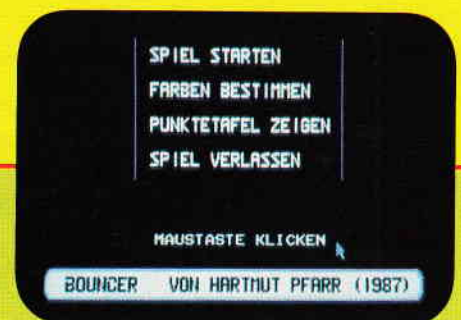 SPIEL STARTEN
FARBEN BESTIMMEN
PUNKTETAFEL ZEIGEN
SPIEL VERLASSEN
MAUSTASTE KLICKEN
BOUNCER VON HARTMUT PFARR (1987)